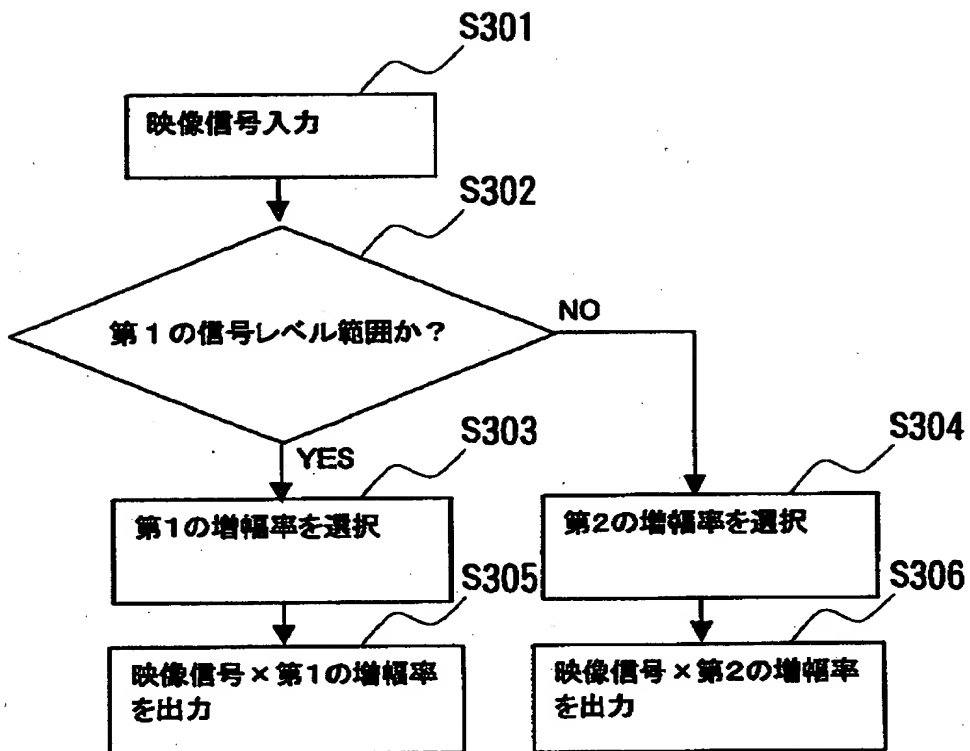 S301
映像信号入力
S302
第1の信号レベル範囲か？
NO
YES
S303
第1の増幅率を選択
S304
第2の増幅率を選択
S305
映像信号×第1の増幅率
を出力
S306
映像信号×第2の増幅率
を出力